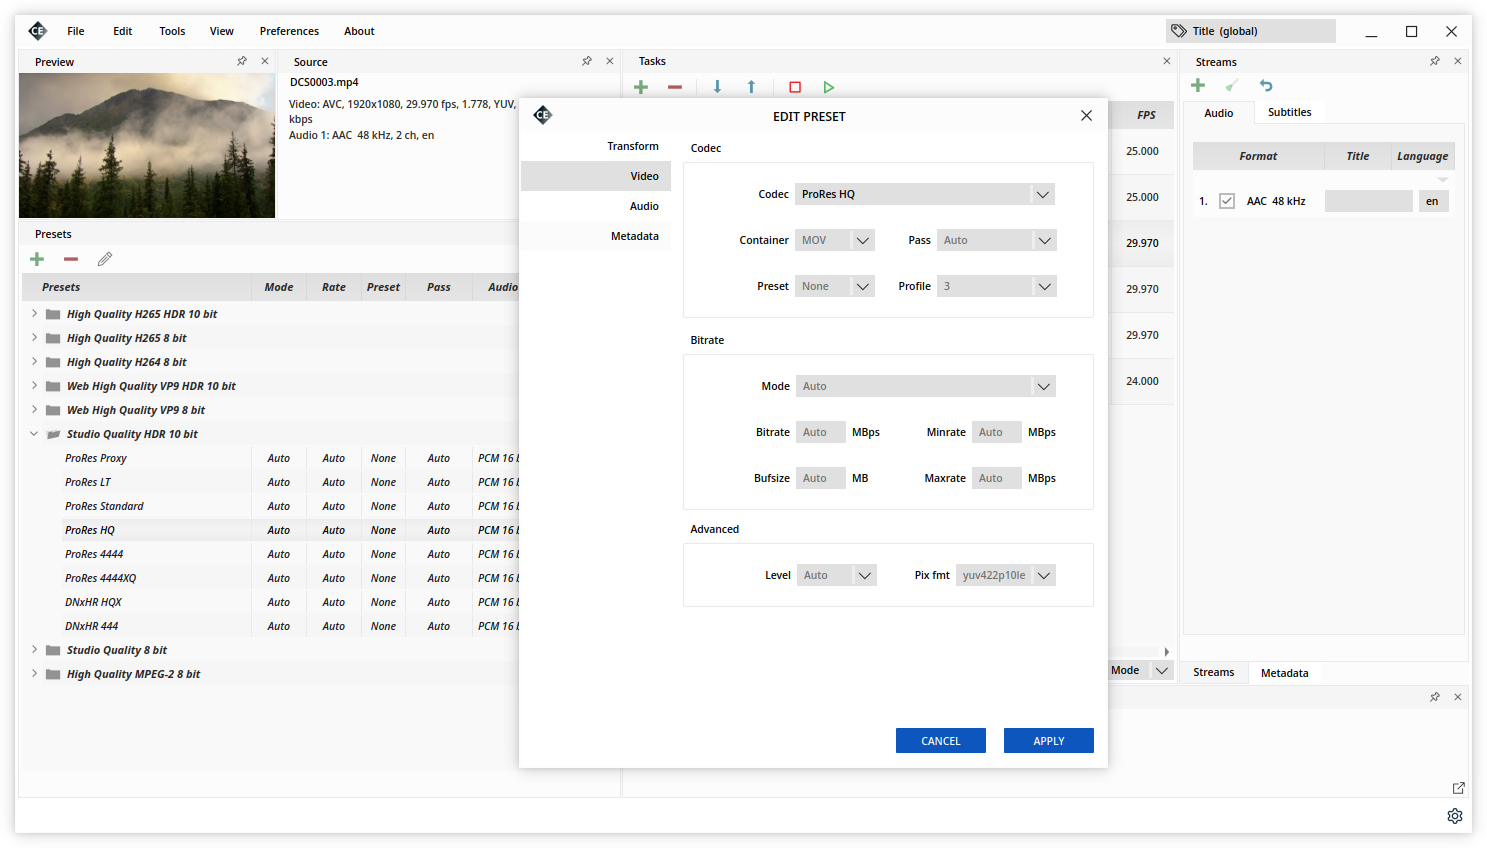 CE File Edit Tools View Preferences About Title (global)
Preview
Source
DCS0003.mp4
Video: AVC, 1920x1080, 29.970 fps, 1.778, YUV,
kbps
Audio 1: AAC 48 kHz, 2 ch, en
Tasks
FPS
25.000
25.000
29.970
29.970
29.970
24.000
Mode
Streams
Audio Subtitles
Format Title Language
1. AAC 48 kHz en
Streams Metadata
Presets
Presets Mode Rate Preset Pass Audio
High Quality H265 HDR 10 bit
High Quality H265 8 bit
High Quality H264 8 bit
Web High Quality VP9 HDR 10 bit
Web High Quality VP9 8 bit
Studio Quality HDR 10 bit
ProRes Proxy Auto Auto None Auto PCM 16
ProRes LT Auto Auto None Auto PCM 16
ProRes Standard Auto Auto None Auto PCM 16
ProRes HQ Auto Auto None Auto PCM 16
ProRes 4444 Auto Auto None Auto PCM 16
ProRes 4444XQ Auto Auto None Auto PCM 16
DNxHR HQX Auto Auto None Auto PCM 16
DNxHR 444 Auto Auto None Auto PCM 16
Studio Quality 8 bit
High Quality MPEG-2 8 bit
CE EDIT PRESET
Transform
Video
Audio
Metadata
Codec
Codec ProRes HQ
Container MOV Pass Auto
Preset None Profile 3
Bitrate
Mode Auto
Bitrate Auto MBps Minrate Auto MBps
Bufsize Auto MB Maxrate Auto MBps
Advanced
Level Auto Pix fmt yuv422p10le
CANCEL APPLY